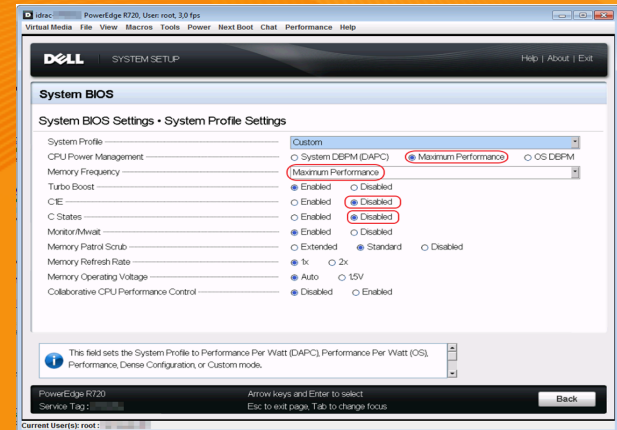 idrac- PowerEdge R720, User: root, 3,0 fps
Virtual Media File View Macros Tools Power Next Boot Chat Performance Help
DELL SYSTEM SETUP Help | About | Exit
System BIOS
System BIOS Settings • System Profile Settings
System Profile Custom
CPU Power Management System DBPM (DAPC) Maximum Performance OS DBPM
Memory Frequency Maximum Performance
Turbo Boost Enabled Disabled
C1E Enabled Disabled
C States Enabled Disabled
Monitor/Mwait Enabled Disabled
Memory Patrol Scrub Extended Standard Disabled
Memory Refresh Rate 1x 2x
Memory Operating Voltage Auto 1.5V
Collaborative CPU Performance Control Disabled Enabled
This field sets the System Profile to Performance Per Watt (DAPC), Performance Per Watt (OS),
Performance, Dense Configuration, or Custom mode.
PowerEdge R720 Arrow keys and Enter to select
Service Tag : Esc to exit page, Tab to change focus
Back
Current User(s): root :